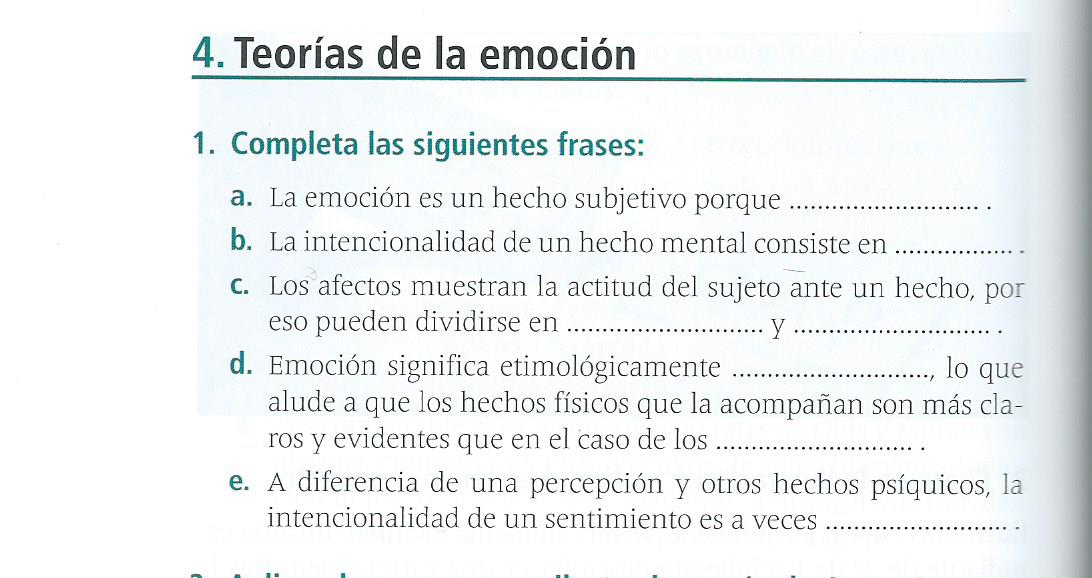 4. Teorías de la emoción
1. Completa las siguientes frases:
a. La emoción es un hecho subjetivo porque ........................... .
b. La intencionalidad de un hecho mental consiste en ................. .
c. Los afectos muestran la actitud del sujeto ante un hecho, por
eso pueden dividirse en ............................ y ............................ .
d. Emoción significa etimológicamente ............................, lo que
alude a que los hechos físicos que la acompañan son más cla-
ros y evidentes que en el caso de los ............................ .
e. A diferencia de una percepción y otros hechos psíquicos, la
intencionalidad de un sentimiento es a veces .......................... .